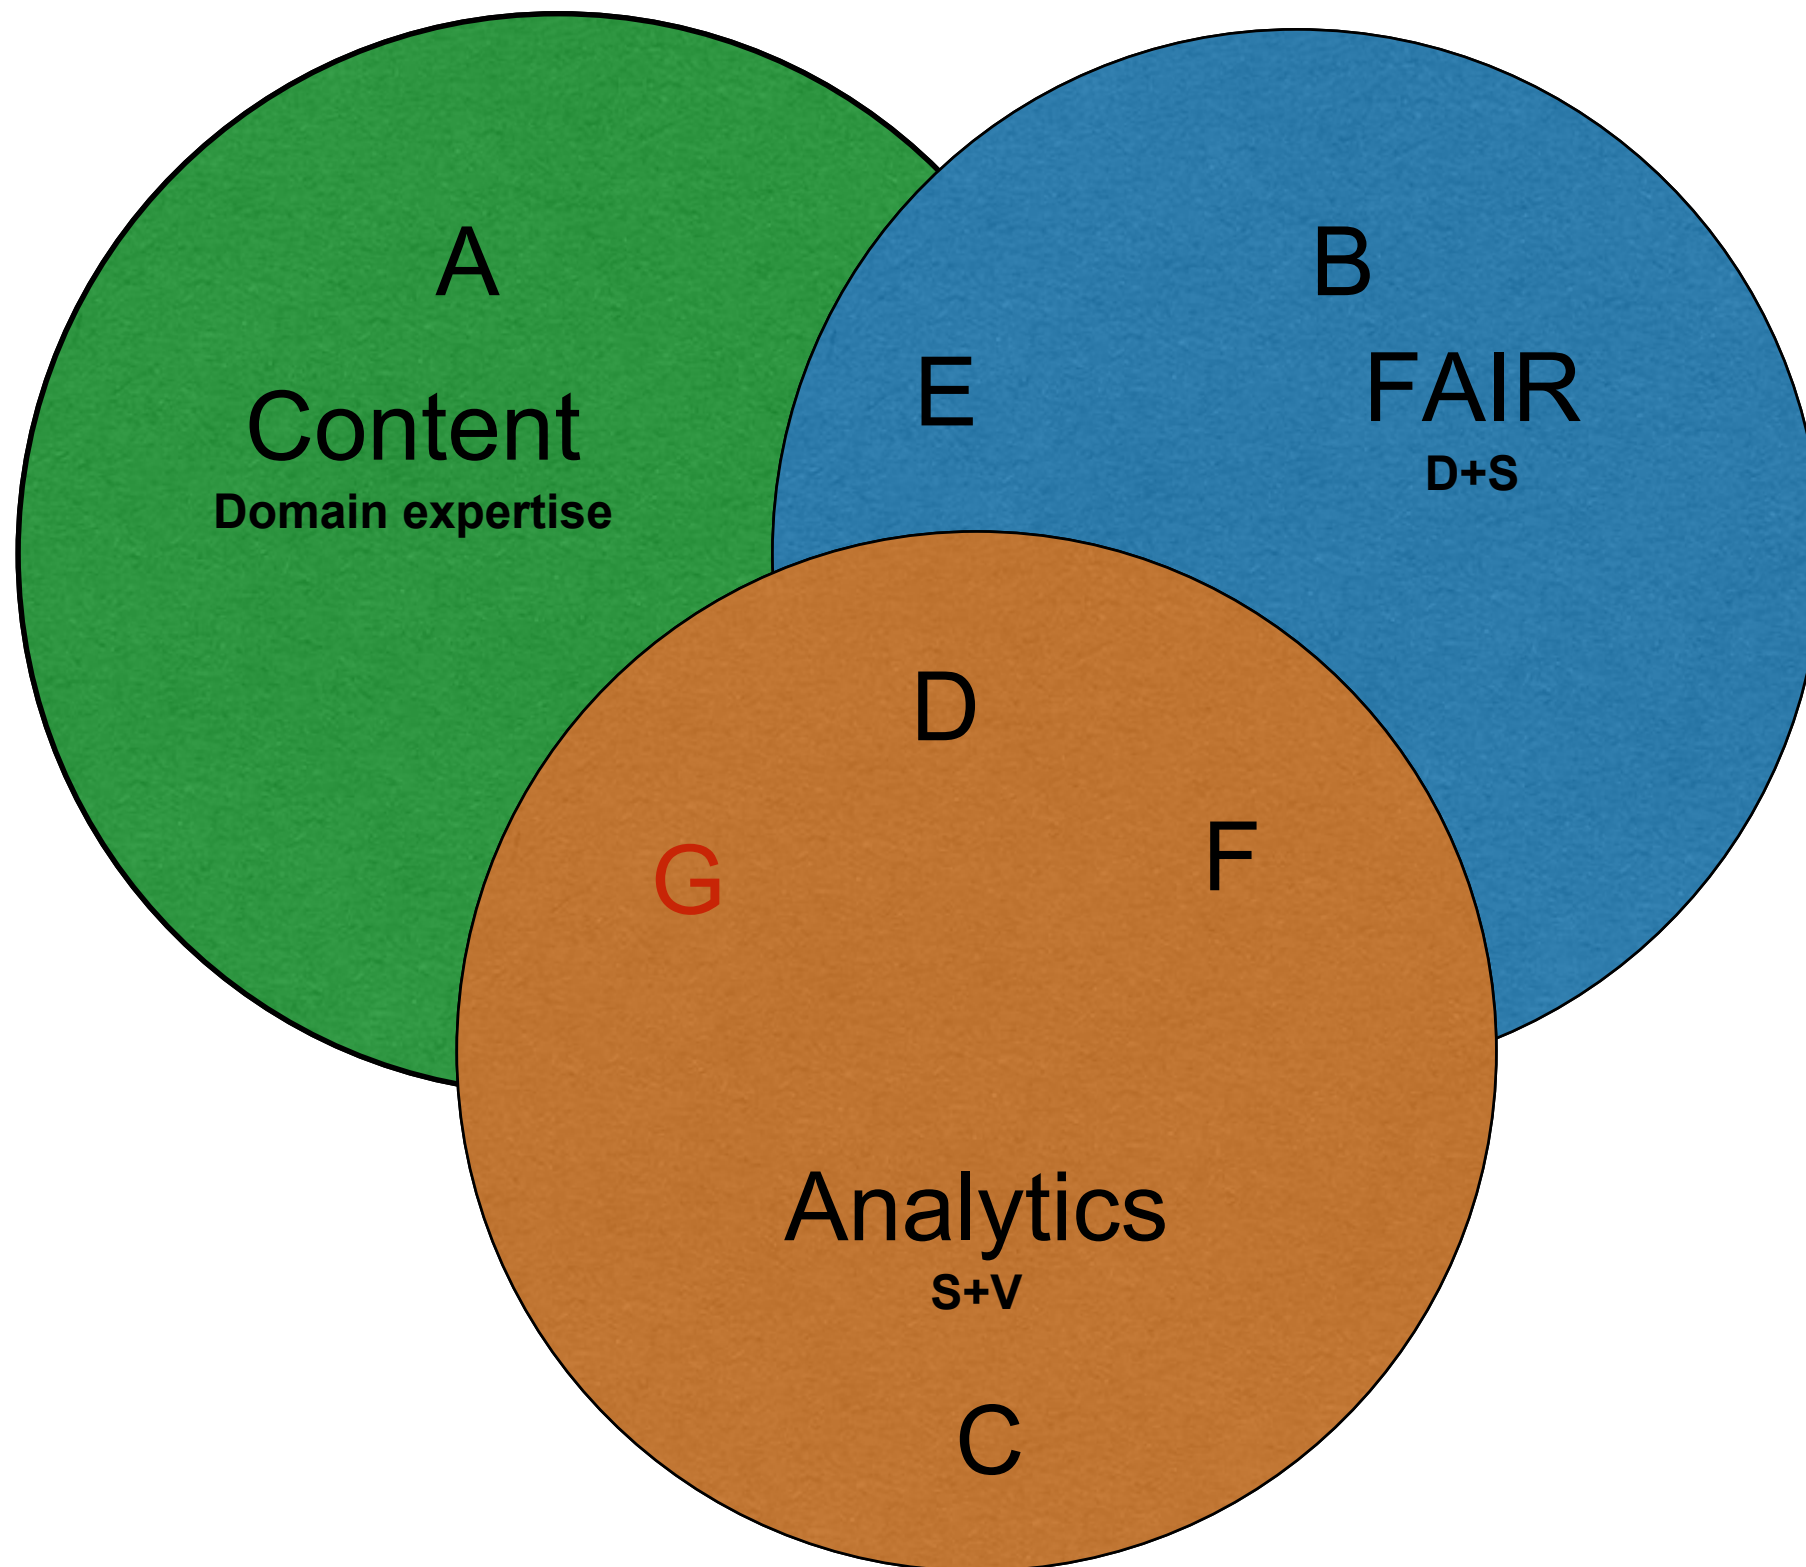 A
B
E
FAIR
D+S
Content
Domain expertise
D
F
G
Analytics
S+V
C